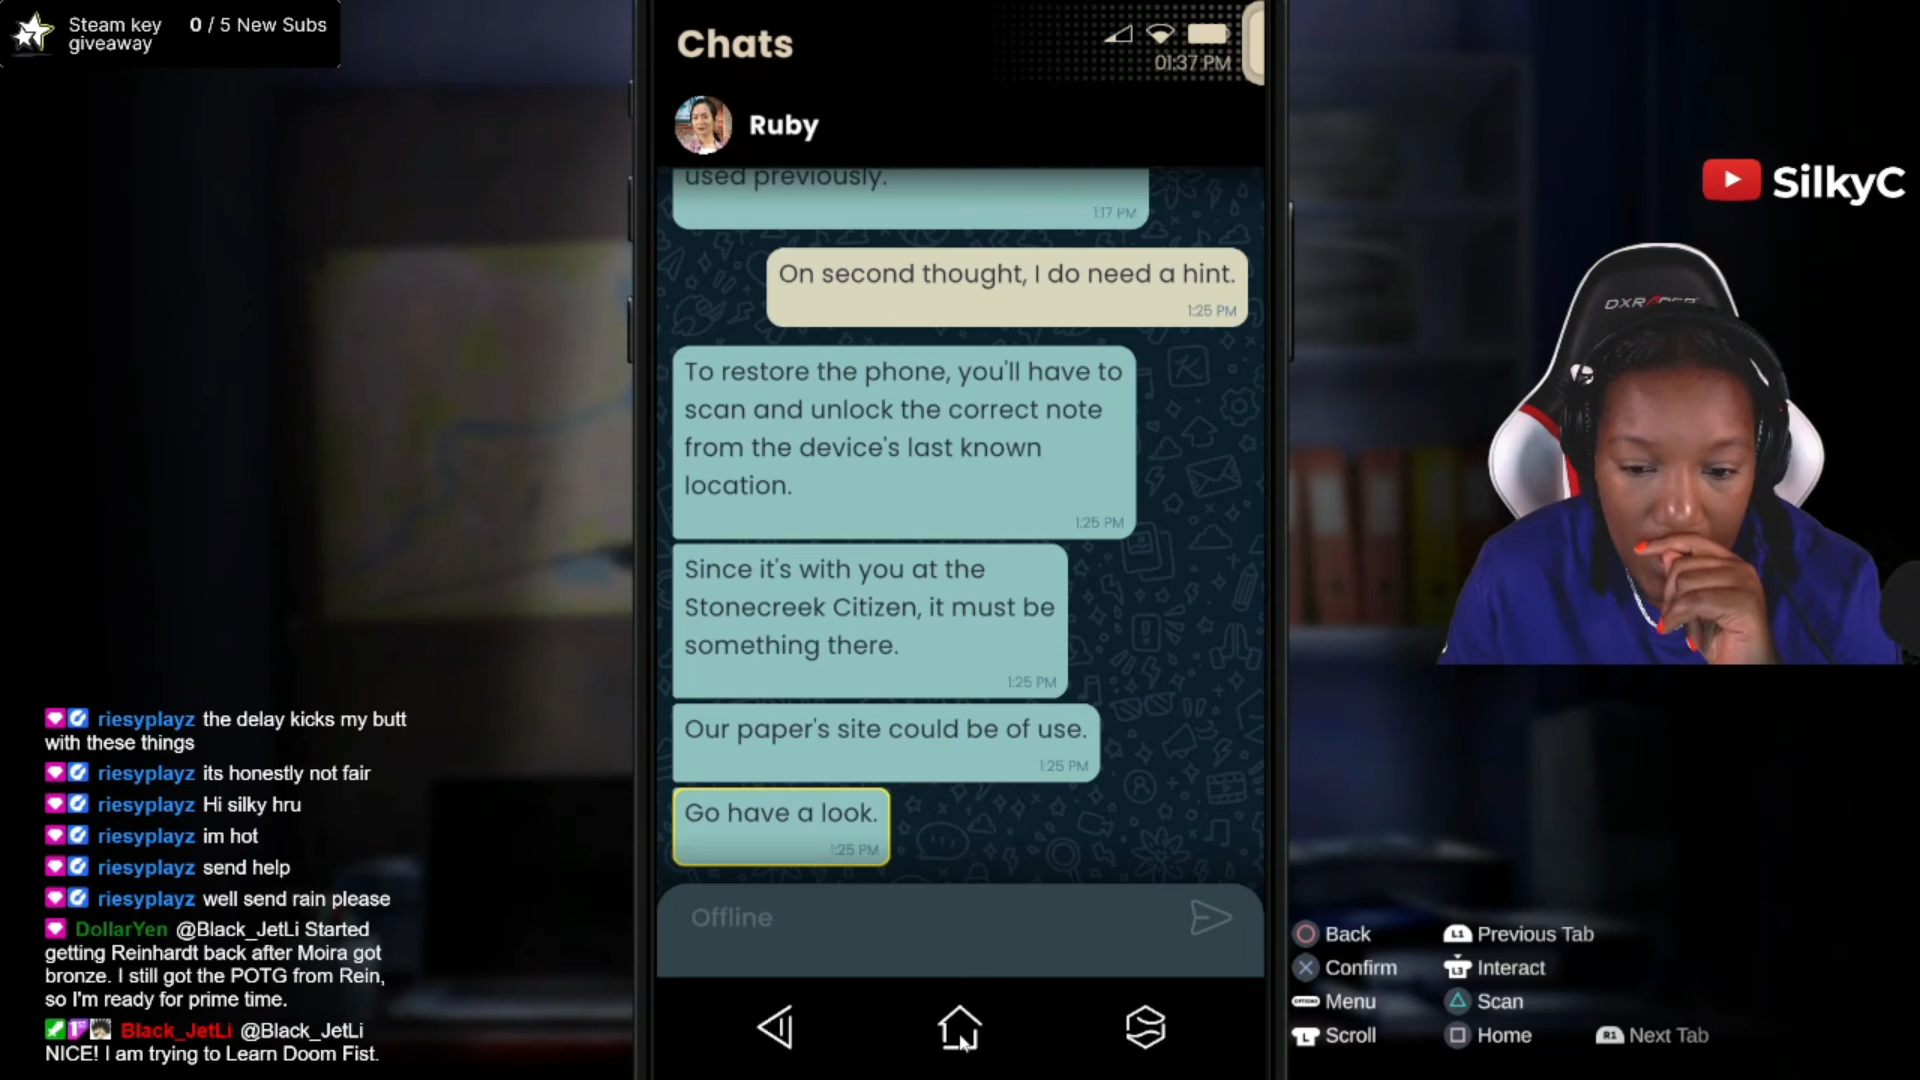 Steam key
giveaway
0 / 5 New Subs
Chats
01:37 PM
Ruby
used previously.
1:17 PM
On second thought, I do need a hint.
1:25 PM
To restore the phone, you'll have to
scan and unlock the correct note
from the device's last known
location.
1:25 PM
Since it's with you at the
Stonecreek Citizen, it must be
something there.
1:25 PM
Our paper's site could be of use.
1:25 PM
Go have a look.
1:25 PM
Offline
SilkyC
DXRACER
riesyplayz the delay kicks my butt
with these things
riesyplayz its honestly not fair
riesyplayz Hi silky hru
riesyplayz im hot
riesyplayz send help
riesyplayz well send rain please
DollarYen @Black_JetLi Started
getting Reinhardt back after Moira got
bronze. I still got the POTG from Rein,
so I'm ready for prime time.
Black_JetLi @Black_JetLi
NICE! I am trying to Learn Doom Fist.
Back
L1 Previous Tab
Confirm
L3 Interact
OPTIONS Menu
Scan
L Scroll
Home
R1 Next Tab